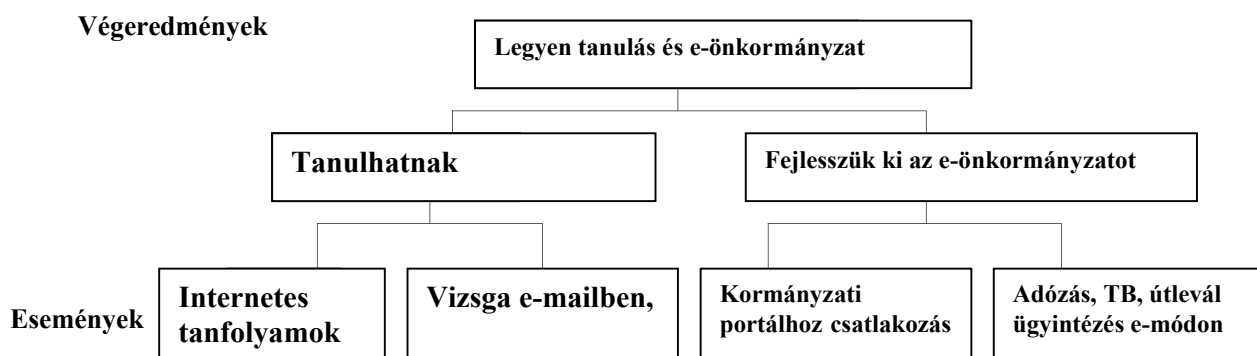 Végeredmények
Legyen tanulás és e-önkormányzat
Tanulhatnak
Fejlesszük ki az e-önkormányzatot
Események
Internetes
tanfolyamok
Vizsga e-mailben,
Kormányzati
portálhoz csatlakozás
Adózás, TB, útlevál
ügyintézés e-módon